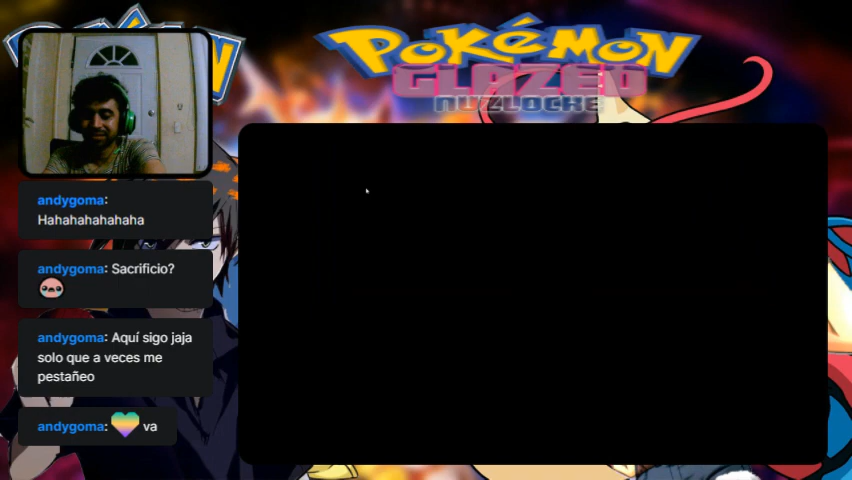 POKÉMON
GLAZED
NUZLOCKE
andygoma:
Hahahahahahaha
andygoma: Sacrificio?
andygoma: Aquí sigo jaja
solo que a veces me
pestañeo
andygoma: va